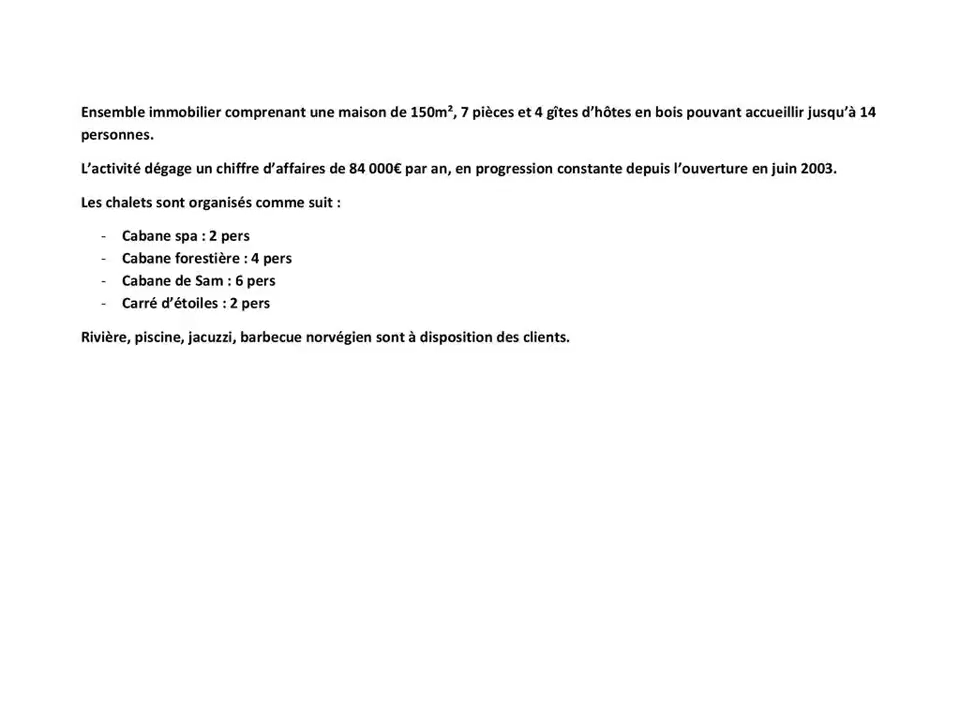 Ensemble immobilier comprenant une maison de 150m², 7 pièces et 4 gîtes d’hôtes en bois pouvant accueillir jusqu’à 14
personnes.
L’activité dégage un chiffre d’affaires de 84 000€ par an, en progression constante depuis l’ouverture en juin 2003.
Les chalets sont organisés comme suit :
- Cabane spa : 2 pers
- Cabane forestière : 4 pers
- Cabane de Sam : 6 pers
- Carré d’étoiles : 2 pers
Rivière, piscine, jacuzzi, barbecue norvégien sont à disposition des clients.